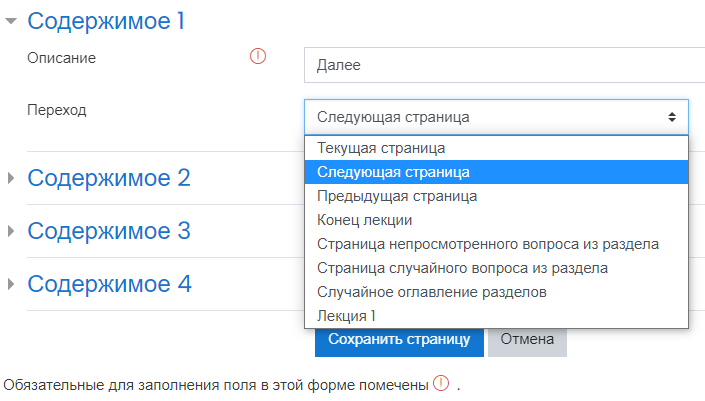 Содержимое 1
Описание
Далее
Переход
Следующая страница
Текущая страница
Следующая страница
Предыдущая страница
Конец лекции
Страница непросмотренного вопроса из раздела
Страница случайного вопроса из раздела
Случайное оглавление разделов
Лекция 1
Содержимое 2
Содержимое 3
Содержимое 4
Сохранить страницу
Отмена
Обязательные для заполнения поля в этой форме помечены .